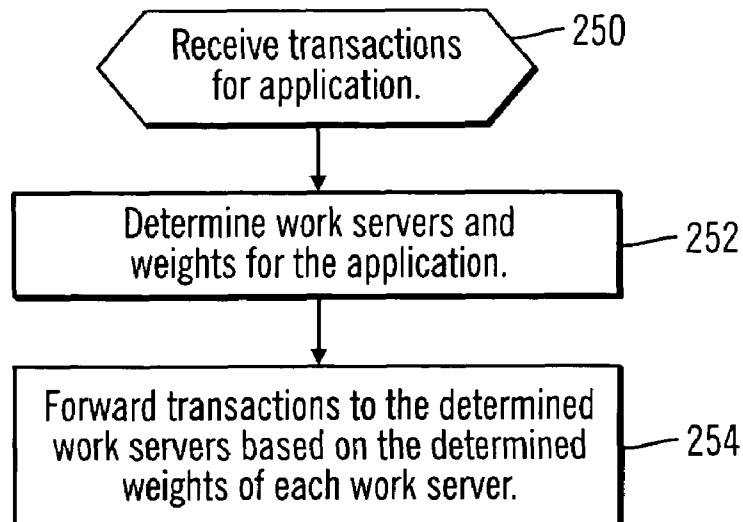 Receive transactions
for application.
250
Determine work servers and
weights for the application.
252
Forward transactions to the determined
work servers based on the determined
weights of each work server.
254